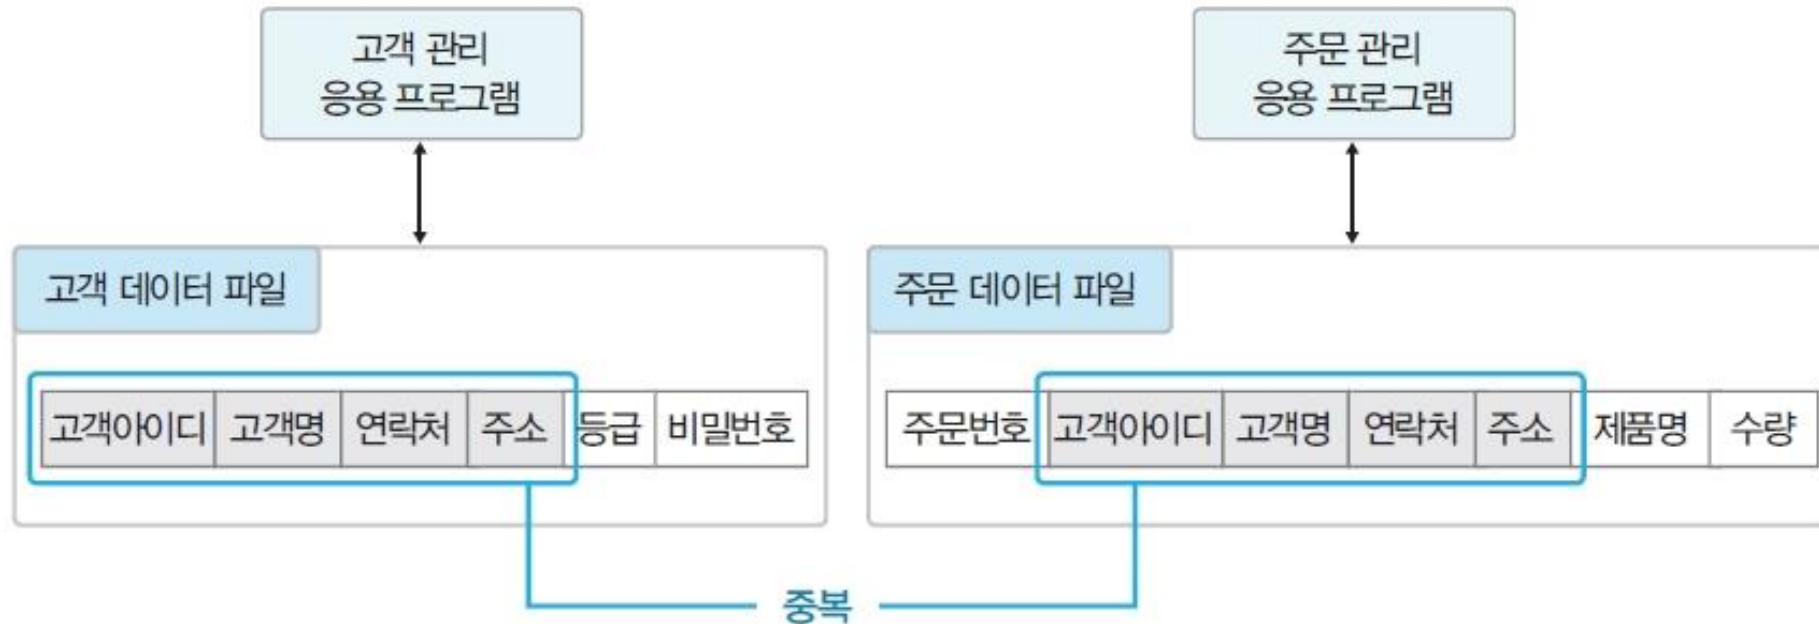 고객 관리
응용 프로그램
주문 관리
응용 프로그램
고객 데이터 파일
고객아이디 고객명 연락처 주소 등급 비밀번호
주문 데이터 파일
주문번호 고객아이디 고객명 연락처 주소 제품명 수량
중복